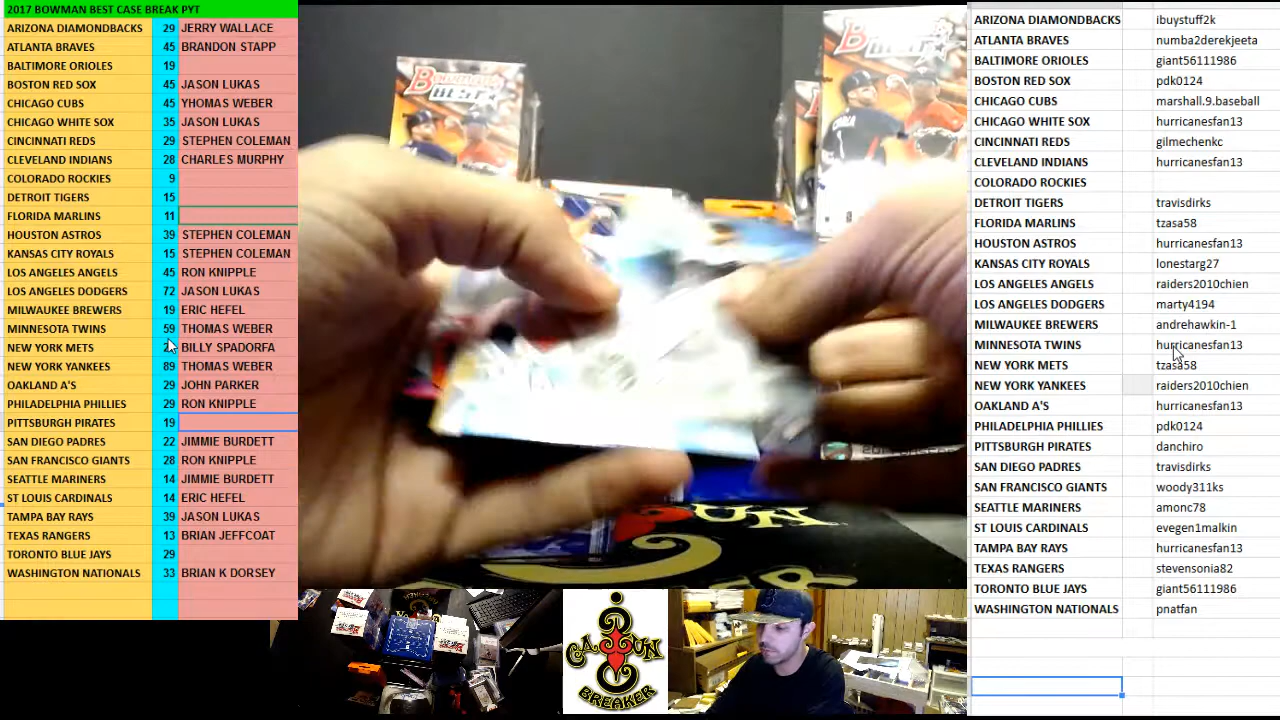 2017 BOWMAN BEST CASE BREAK PYT
ARIZONA DIAMONDBACKS 29 JERRY WALLACE
ATLANTA BRAVES 45 BRANDON STAPP
BALTIMORE ORIOLES 19
BOSTON RED SOX 45 JASON LUKAS
CHICAGO CUBS 45 YHOMAS WEBER
CHICAGO WHITE SOX 35 JASON LUKAS
CINCINNATI REDS 29 STEPHEN COLEMAN
CLEVELAND INDIANS 28 CHARLES MURPHY
COLORADO ROCKIES 9
DETROIT TIGERS 15
FLORIDA MARLINS 11
HOUSTON ASTROS 39 STEPHEN COLEMAN
KANSAS CITY ROYALS 15 STEPHEN COLEMAN
LOS ANGELES ANGELS 45 RON KNIPPLE
LOS ANGELES DODGERS 72 JASON LUKAS
MILWAUKEE BREWERS 19 ERIC HEFEL
MINNESOTA TWINS 59 THOMAS WEBER
NEW YORK METS BILLY SPADORFA
NEW YORK YANKEES 89 THOMAS WEBER
OAKLAND A'S 29 JOHN PARKER
PHILADELPHIA PHILLIES 29 RON KNIPPLE
PITTSBURGH PIRATES 19
SAN DIEGO PADRES 22 JIMMIE BURDETT
SAN FRANCISCO GIANTS 28 RON KNIPPLE
SEATTLE MARINERS 14 JIMMIE BURDETT
ST LOUIS CARDINALS 14 ERIC HEFEL
TAMPA BAY RAYS 39 JASON LUKAS
TEXAS RANGERS 13 BRIAN JEFFCOAT
TORONTO BLUE JAYS 29
WASHINGTON NATIONALS 33 BRIAN K DORSEY
Bowman's
BEST
Bowman's
BEST
CAJUN
BREAKER
ARIZONA DIAMONDBACKS ibuystuff2k
ATLANTA BRAVES numba2derekjeeta
BALTIMORE ORIOLES giant56111986
BOSTON RED SOX pdk0124
CHICAGO CUBS marshall.9.baseball
CHICAGO WHITE SOX hurricanesfan13
CINCINNATI REDS gilmechenkc
CLEVELAND INDIANS hurricanesfan13
COLORADO ROCKIES
DETROIT TIGERS travisdirks
FLORIDA MARLINS tzasa58
HOUSTON ASTROS hurricanesfan13
KANSAS CITY ROYALS lonestarg27
LOS ANGELES ANGELS raiders2010chien
LOS ANGELES DODGERS marty4194
MILWAUKEE BREWERS andrehawkin-1
MINNESOTA TWINS hurricanesfan13
NEW YORK METS tzasa58
NEW YORK YANKEES raiders2010chien
OAKLAND A'S hurricanesfan13
PHILADELPHIA PHILLIES pdk0124
PITTSBURGH PIRATES danchiro
SAN DIEGO PADRES travisdirks
SAN FRANCISCO GIANTS woody311ks
SEATTLE MARINERS amonc78
ST LOUIS CARDINALS evegen1malkin
TAMPA BAY RAYS hurricanesfan13
TEXAS RANGERS stevensonia82
TORONTO BLUE JAYS giant56111986
WASHINGTON NATIONALS pnatfan